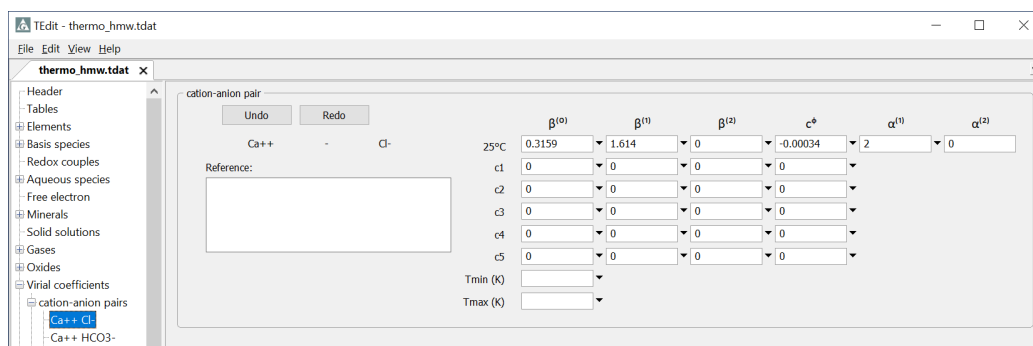 TEdit - thermo_hmw.tdat
File Edit View Help
thermo_hmw.tdat X
Header
Tables
Elements
Basis species
Redox couples
Aqueous species
Free electron
Minerals
Solid solutions
Gases
Oxides
Virial coefficients
cation-anion pairs
Ca++ Cl-
Ca++ HCO3-
cation-anion pair
Undo Redo
Ca++ - Cl-
Reference:
β(0) β(1) β(2) cϕ α(1) α(2)
25°C 0.3159 1.614 0 -0.00034 2 0
c1 0 0 0 0
c2 0 0 0 0
c3 0 0 0 0
c4 0 0 0 0
c5 0 0 0 0
Tmin (K)
Tmax (K)